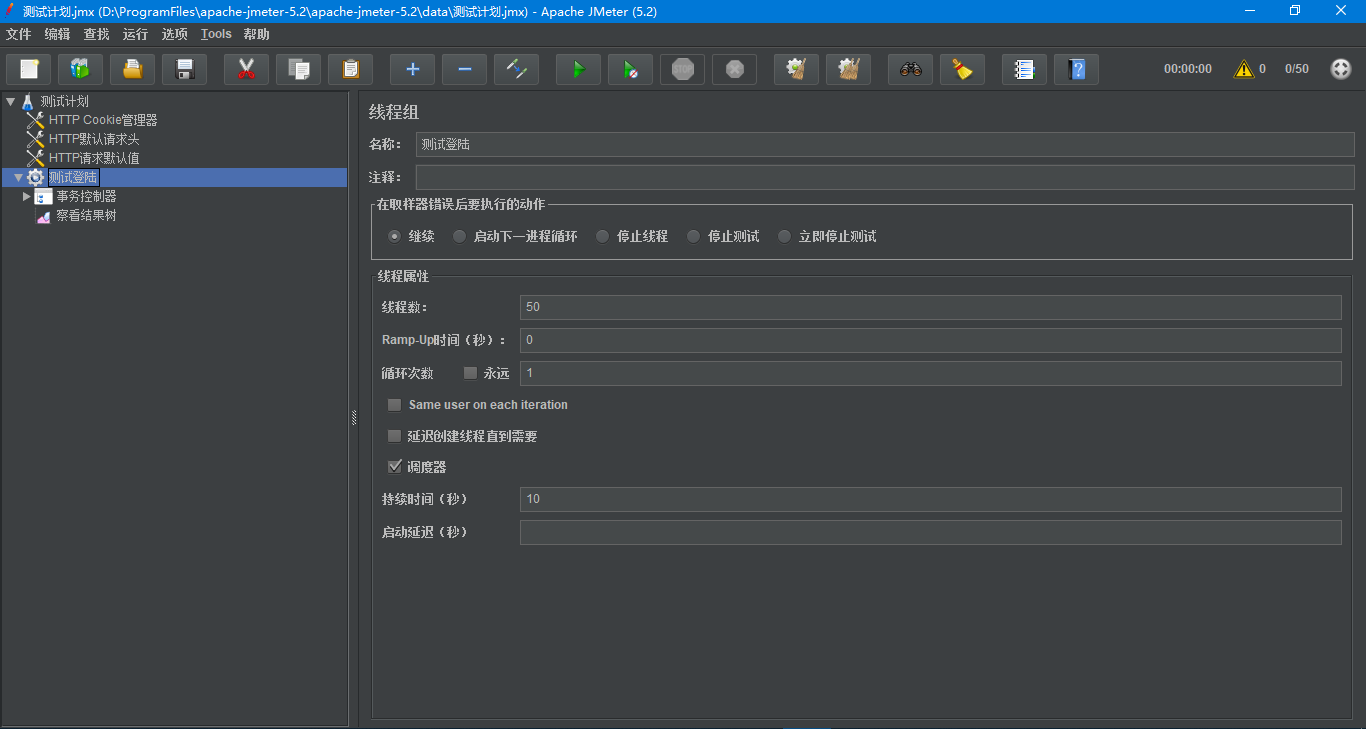 测试计划.jmx (D:\ProgramFiles\apache-jmeter-5.2\apache-jmeter-5.2\data\测试计划.jmx) - Apache JMeter (5.2)
文件 编辑 查找 运行 选项 Tools 帮助
STOP 00:00:00 0 0/50
测试计划
HTTP Cookie管理器
HTTP默认请求头
HTTP请求默认值
测试登陆
事务控制器
察看结果树
线程组
名称： 测试登陆
注释：
在取样器错误后要执行的动作
继续 启动下一进程循环 停止线程 停止测试 立即停止测试
线程属性
线程数： 50
Ramp-Up时间（秒）： 0
循环次数 永远 1
Same user on each iteration
延迟创建线程直到需要
调度器
持续时间（秒） 10
启动延迟（秒）